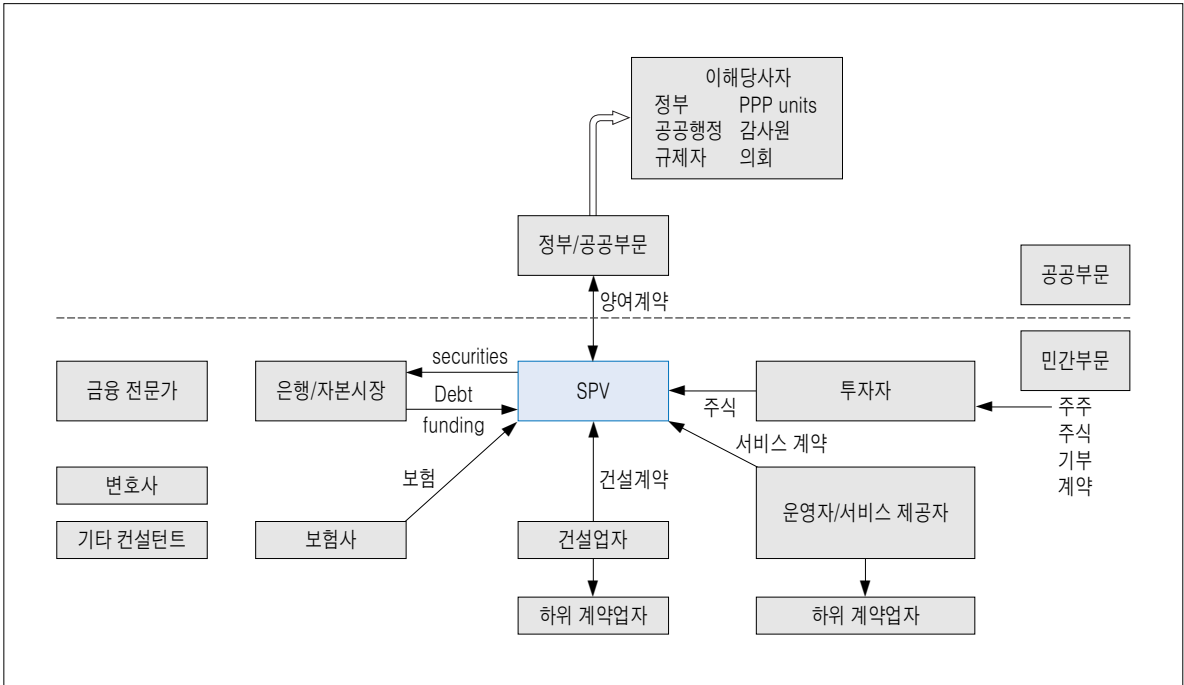 이해당사자
정부 PPP units
공공행정 감사원
규제자 의회
정부/공공부문
공공부문
양여계약
민간부문
금융 전문가
은행/자본시장
securities
Debt
funding
SPV
주식
투자자
주주
주식
기부
계약
서비스 계약
변호사
보험
건설계약
운영자/서비스 제공자
기타 컨설턴트
보험사
건설업자
하위 계약업자
하위 계약업자